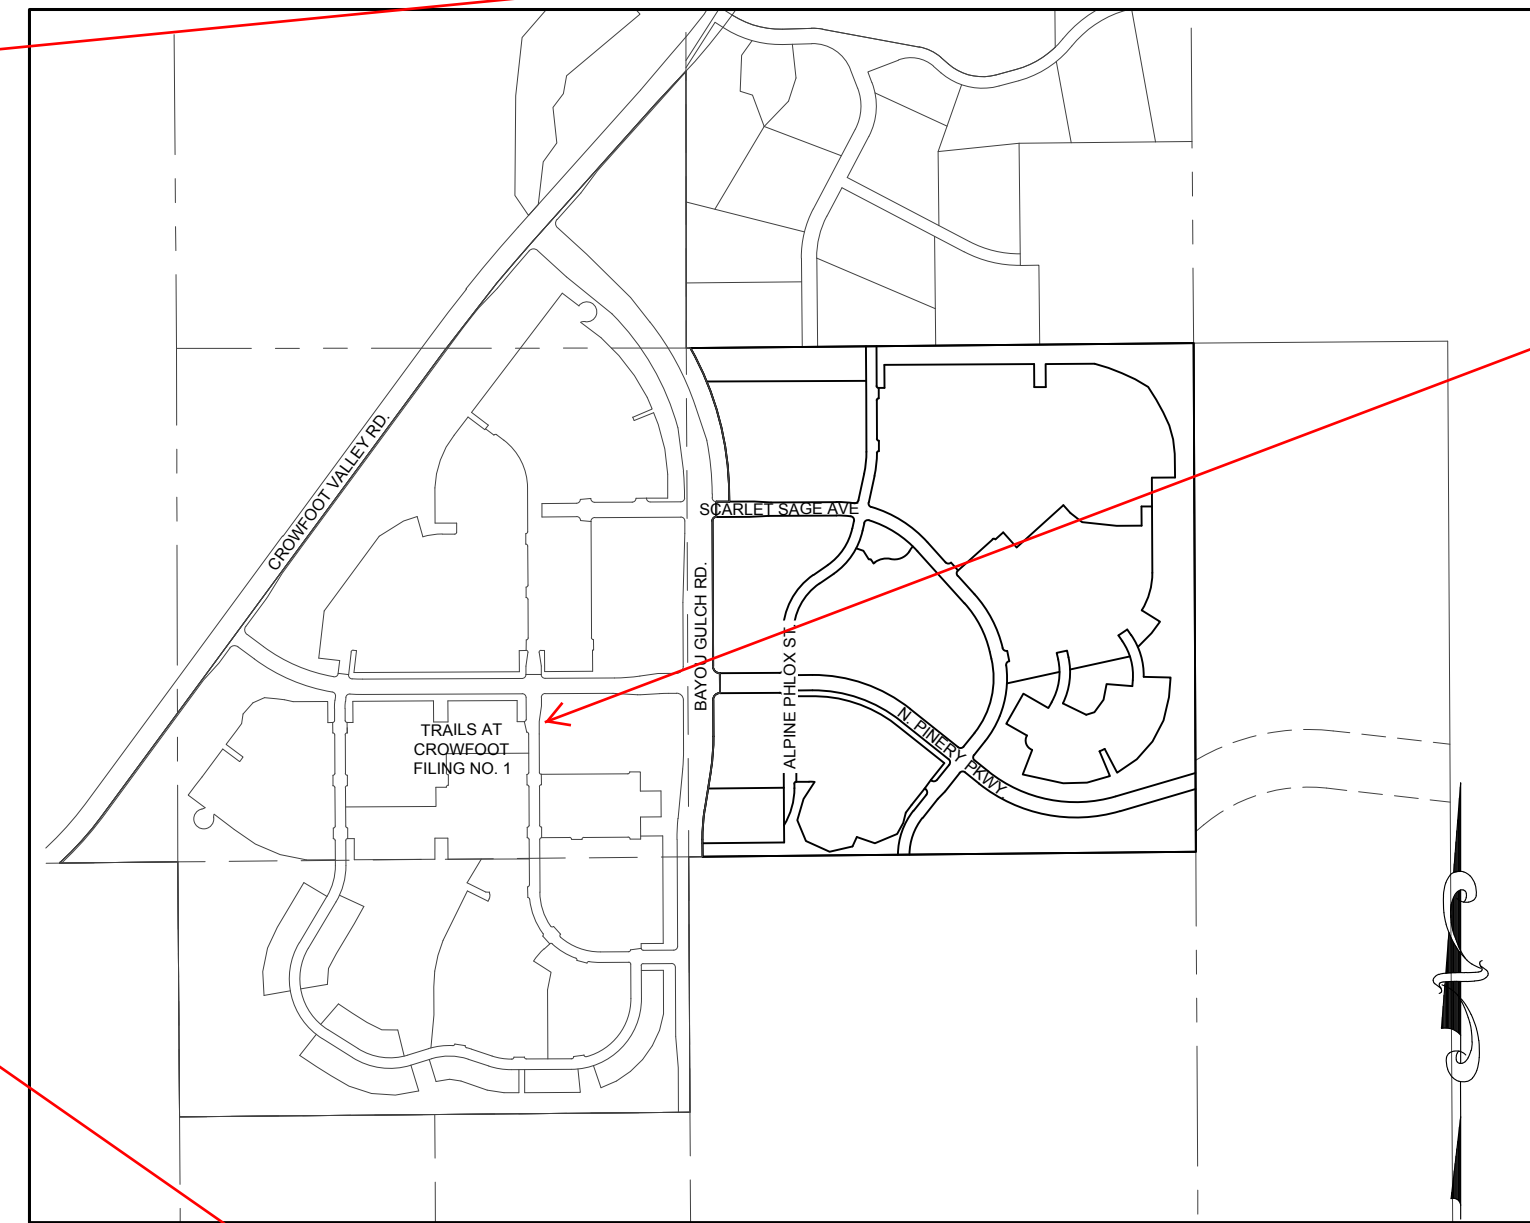 CROWFOOT VALLEY RD.
SCARLET SAGE AVE
BAYOU GULCH RD.
ALPINE PHLOX ST.
N. PINERY PKWY.
TRAILS AT
CROWFOOT
FILING NO. 1